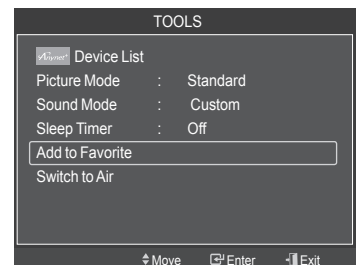 TOOLS
Anynet+ Device List
Picture Mode : Standard
Sound Mode : Custom
Sleep Timer : Off
Add to Favorite
Switch to Air
Move Enter Exit